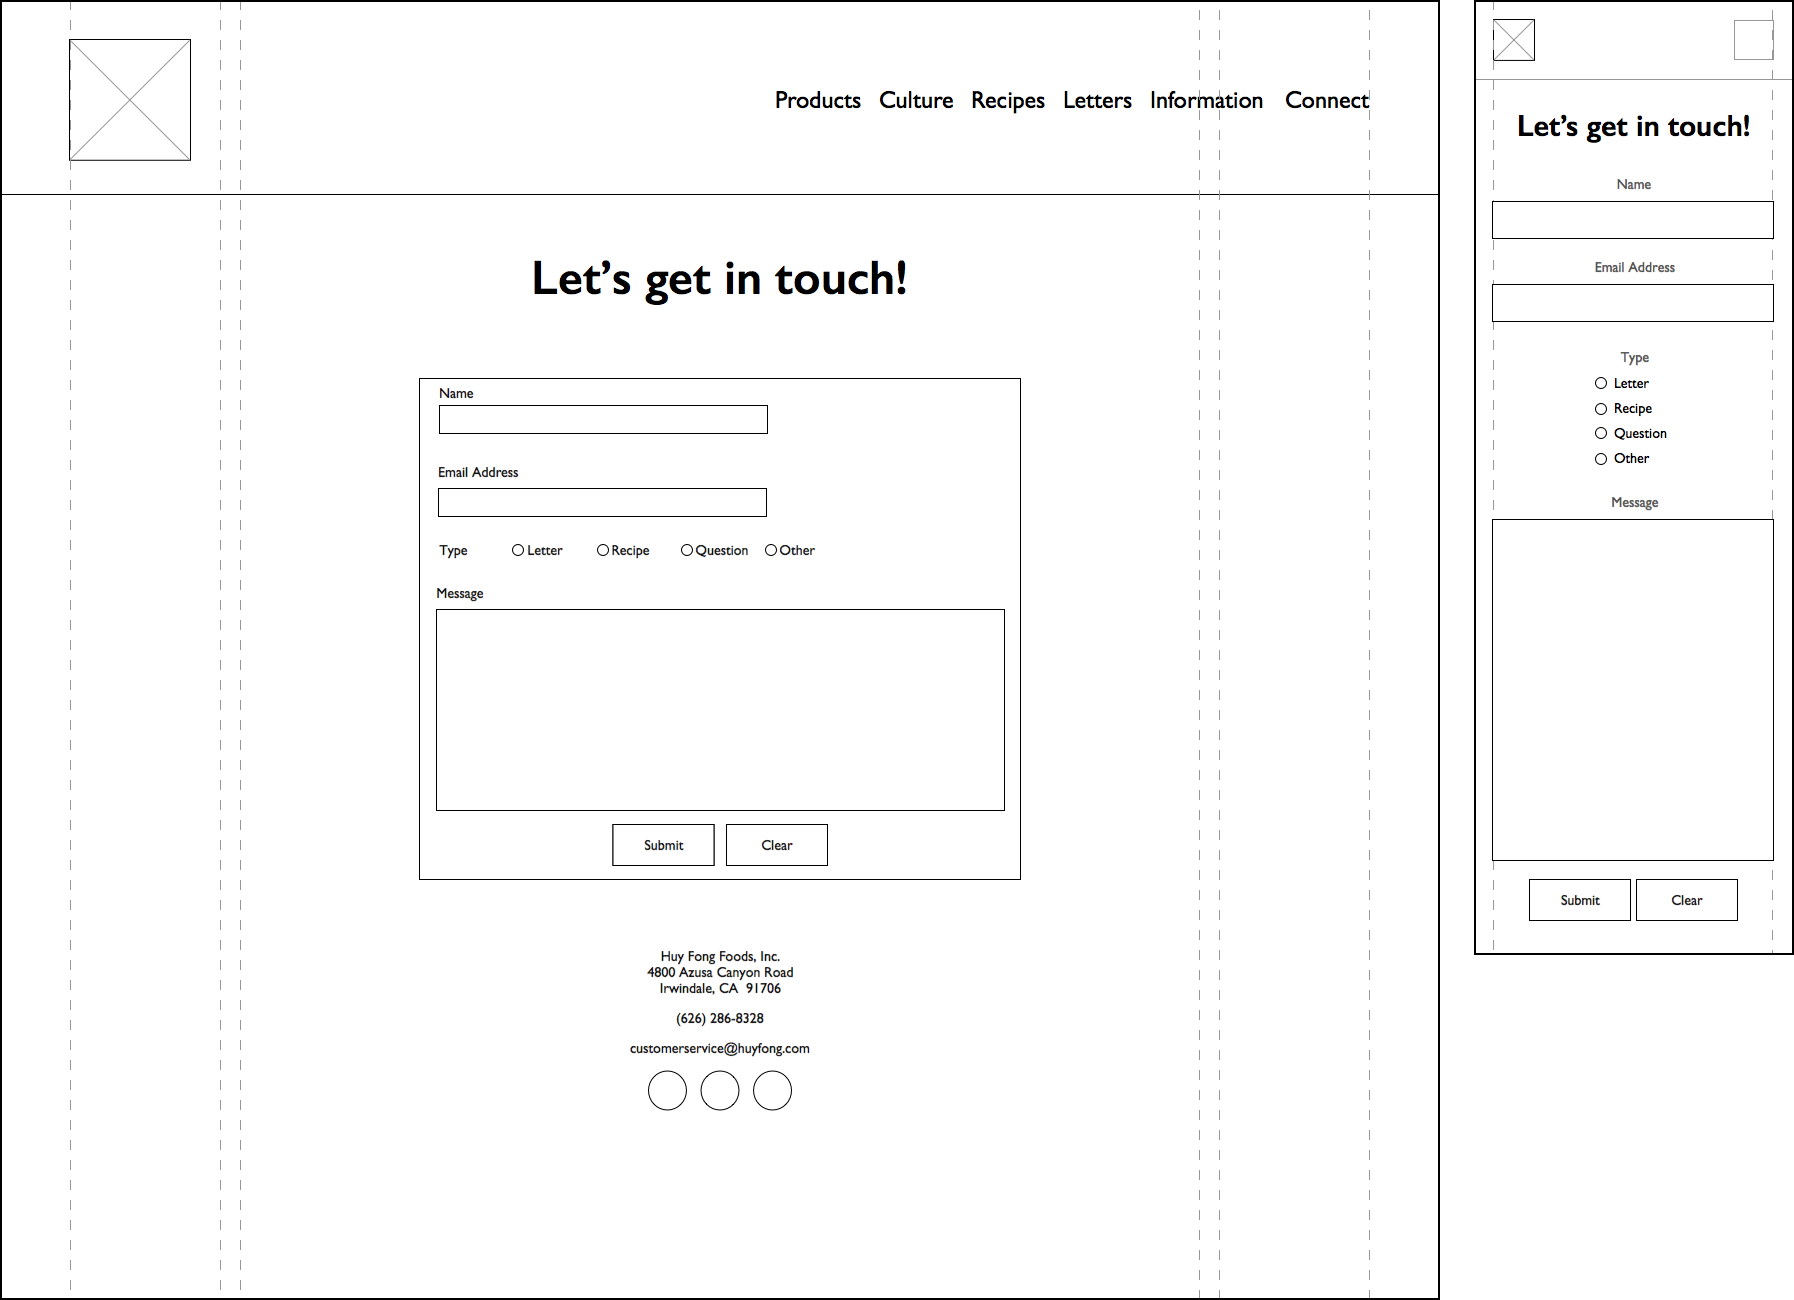 Products Culture Recipes Letters Information Connect
Let’s get in touch!
Name
Email Address
Type Letter Recipe Question Other
Message
Submit Clear
Huy Fong Foods, Inc.
4800 Azusa Canyon Road
Irwindale, CA 91706
(626) 286-8328
customerservice@huyfong.com
Let’s get in touch!
Name
Email Address
Type
Letter
Recipe
Question
Other
Message
Submit Clear